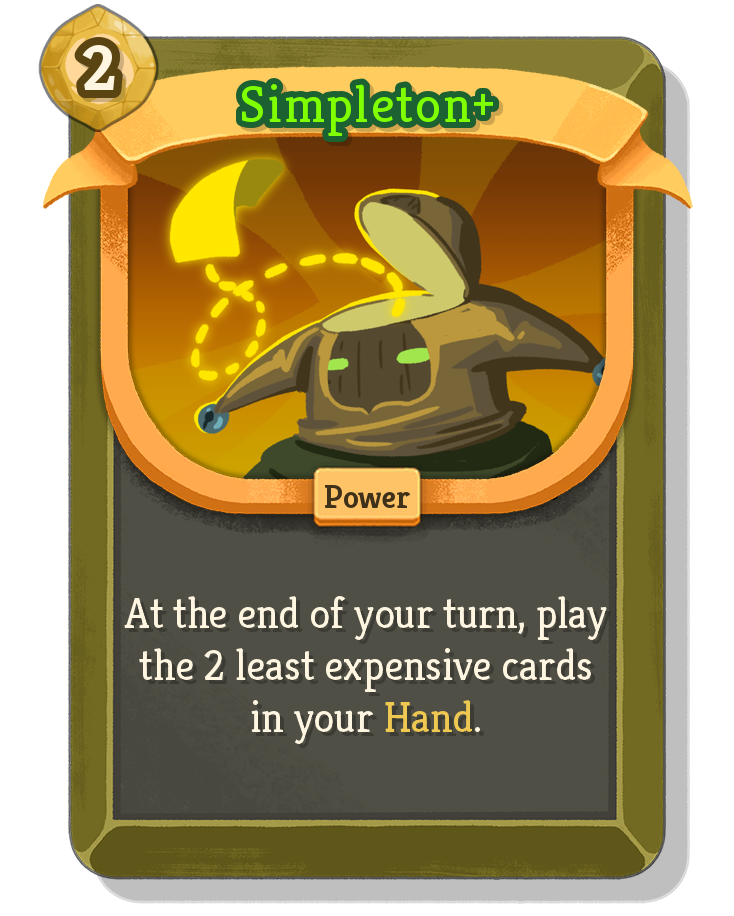 2
Simpleton+
Power
At the end of your turn, play
the 2 least expensive cards
in your Hand.